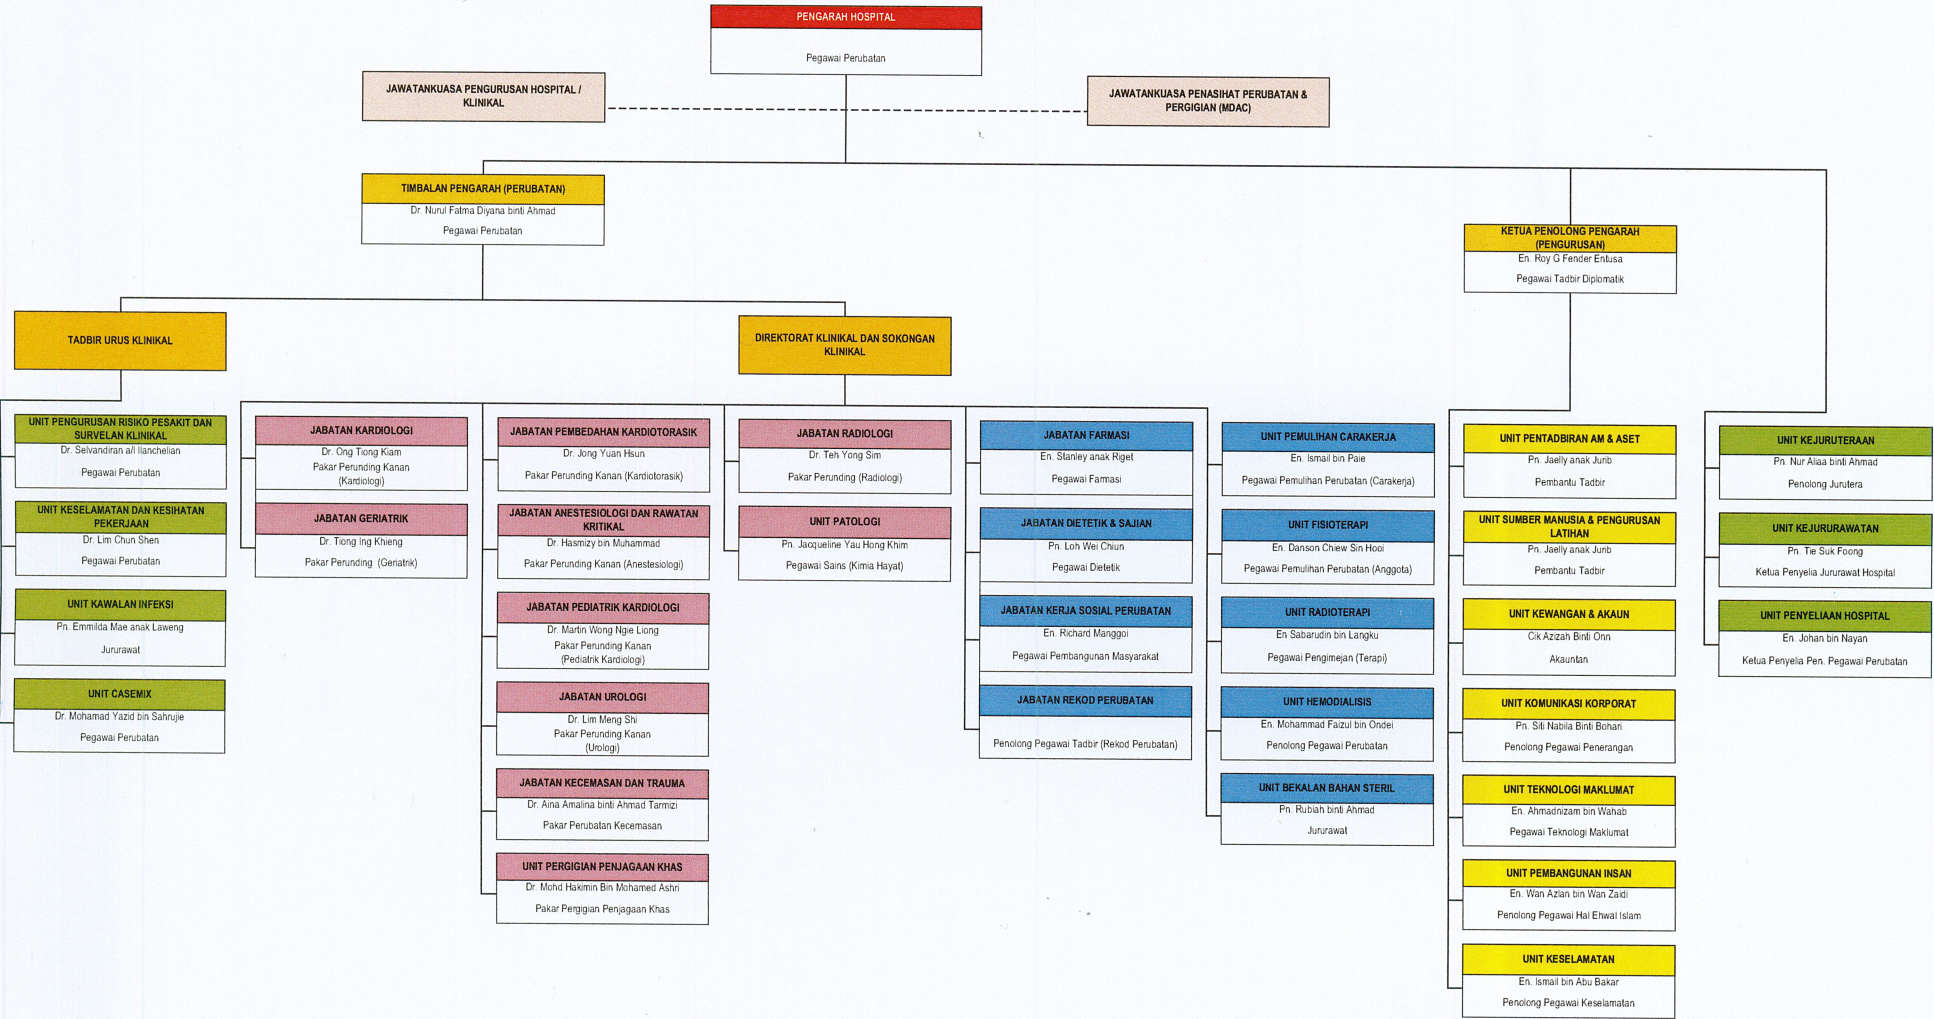 PENGARAH HOSPITAL
Pegawai Perubatan
JAWATANKUASA PENGURUSAN HOSPITAL /
KLINIKAL
JAWATANKUASA PENASIHAT PERUBATAN &
PERGIGIAN (MDAC)
TIMBALAN PENGARAH (PERUBATAN)
Dr. Nurul Fatma Diyana binti Ahmad
Pegawai Perubatan
KETUA PENOLONG PENGARAH
(PENGURUSAN)
En. Roy G Fender Entusa
Pegawai Tadbir Diplomatik
TADBIR URUS KLINIKAL
DIREKTORAT KLINIKAL DAN SOKONGAN
KLINIKAL
UNIT PENGURUSAN RISIKO PESAKIT DAN
SURVELAN KLINIKAL
Dr. Selvandiran a/l Ilanchelian
Pegawai Perubatan
UNIT KESELAMATAN DAN KESIHATAN
PEKERJAAN
Dr. Lim Chun Shen
Pegawai Perubatan
UNIT KAWALAN INFEKSI
Pn. Emmilda Mae anak Laweng
Jururawat
UNIT CASEMIX
Dr. Mohamad Yazid bin Sahrujie
Pegawai Perubatan
JABATAN KARDIOLOGI
Dr. Ong Tiong Kiam
Pakar Perunding Kanan
(Kardiologi)
JABATAN GERIATRIK
Dr. Tiong Ing Khieng
Pakar Perunding (Geriatrik)
JABATAN PEMBEDAHAN KARDIOTORASIK
Dr. Jong Yuan Hsun
Pakar Perunding Kanan (Kardiotorasik)
JABATAN ANESTESIOLOGI DAN RAWATAN
KRITIKAL
Dr. Hasmizy bin Muhammad
Pakar Perunding Kanan (Anestesiologi)
JABATAN PEDIATRIK KARDIOLOGI
Dr. Martin Wong Ngie Liong
Pakar Perunding Kanan
(Pediatrik Kardiologi)
JABATAN UROLOGI
Dr. Lim Meng Shi
Pakar Perunding Kanan
(Urologi)
JABATAN KECEMASAN DAN TRAUMA
Dr. Aina Amalina binti Ahmad Tarmizi
Pakar Perubatan Kecemasan
UNIT PERGIGIAN PENJAGAAN KHAS
Dr. Mohd Hakimin Bin Mohamed Ashri
Pakar Pergigian Penjagaan Khas
JABATAN RADIOLOGI
Dr. Teh Yong Sim
Pakar Perunding (Radiologi)
UNIT PATOLOGI
Pn. Jacqueline Yau Hong Khim
Pegawai Sains (Kimia Hayat)
JABATAN FARMASI
En. Stanley anak Riget
Pegawai Farmasi
JABATAN DIETETIK & SAJIAN
Pn. Loh Wei Chiun
Pegawai Dietetik
JABATAN KERJA SOSIAL PERUBATAN
En. Richard Manggoi
Pegawai Pembangunan Masyarakat
JABATAN REKOD PERUBATAN
Penolong Pegawai Tadbir (Rekod Perubatan)
UNIT PEMULIHAN CARAKERJA
En. Ismail bin Paie
Pegawai Pemulihan Perubatan (Carakerja)
UNIT FISIOTERAPI
En. Danson Chiew Sin Hooi
Pegawai Pemulihan Perubatan (Anggota)
UNIT RADIOTERAPI
En Sabarudin bin Langku
Pegawai Pengimejan (Terapi)
UNIT HEMODIALISIS
En. Mohammad Faizul bin Ondei
Penolong Pegawai Perubatan
UNIT BEKALAN BAHAN STERIL
Pn. Rubiah binti Ahmad
Jururawat
UNIT PENTADBIRAN AM & ASET
Pn. Jaelly anak Jurib
Pembantu Tadbir
UNIT SUMBER MANUSIA & PENGURUSAN
LATIHAN
Pn. Jaelly anak Jurib
Pembantu Tadbir
UNIT KEWANGAN & AKAUN
Cik Azizah Binti Onn
Akauntan
UNIT KOMUNIKASI KORPORAT
Pn. Siti Nabila Binti Bohari
Penolong Pegawai Penerangan
UNIT TEKNOLOGI MAKLUMAT
En. Ahmadnizam bin Wahab
Pegawai Teknologi Maklumat
UNIT PEMBANGUNAN INSAN
En. Wan Azlan bin Wan Zaidi
Penolong Pegawai Hal Ehwal Islam
UNIT KESELAMATAN
En. Ismail bin Abu Bakar
Penolong Pegawai Keselamatan
UNIT KEJURUTERAAN
Pn. Nur Aliaa binti Ahmad
Penolong Jurutera
UNIT KEJURURAWATAN
Pn. Tie Suk Foong
Ketua Penyelia Jururawat Hospital
UNIT PENYELIAAN HOSPITAL
En. Johan bin Nayan
Ketua Penyelia Pen. Pegawai Perubatan